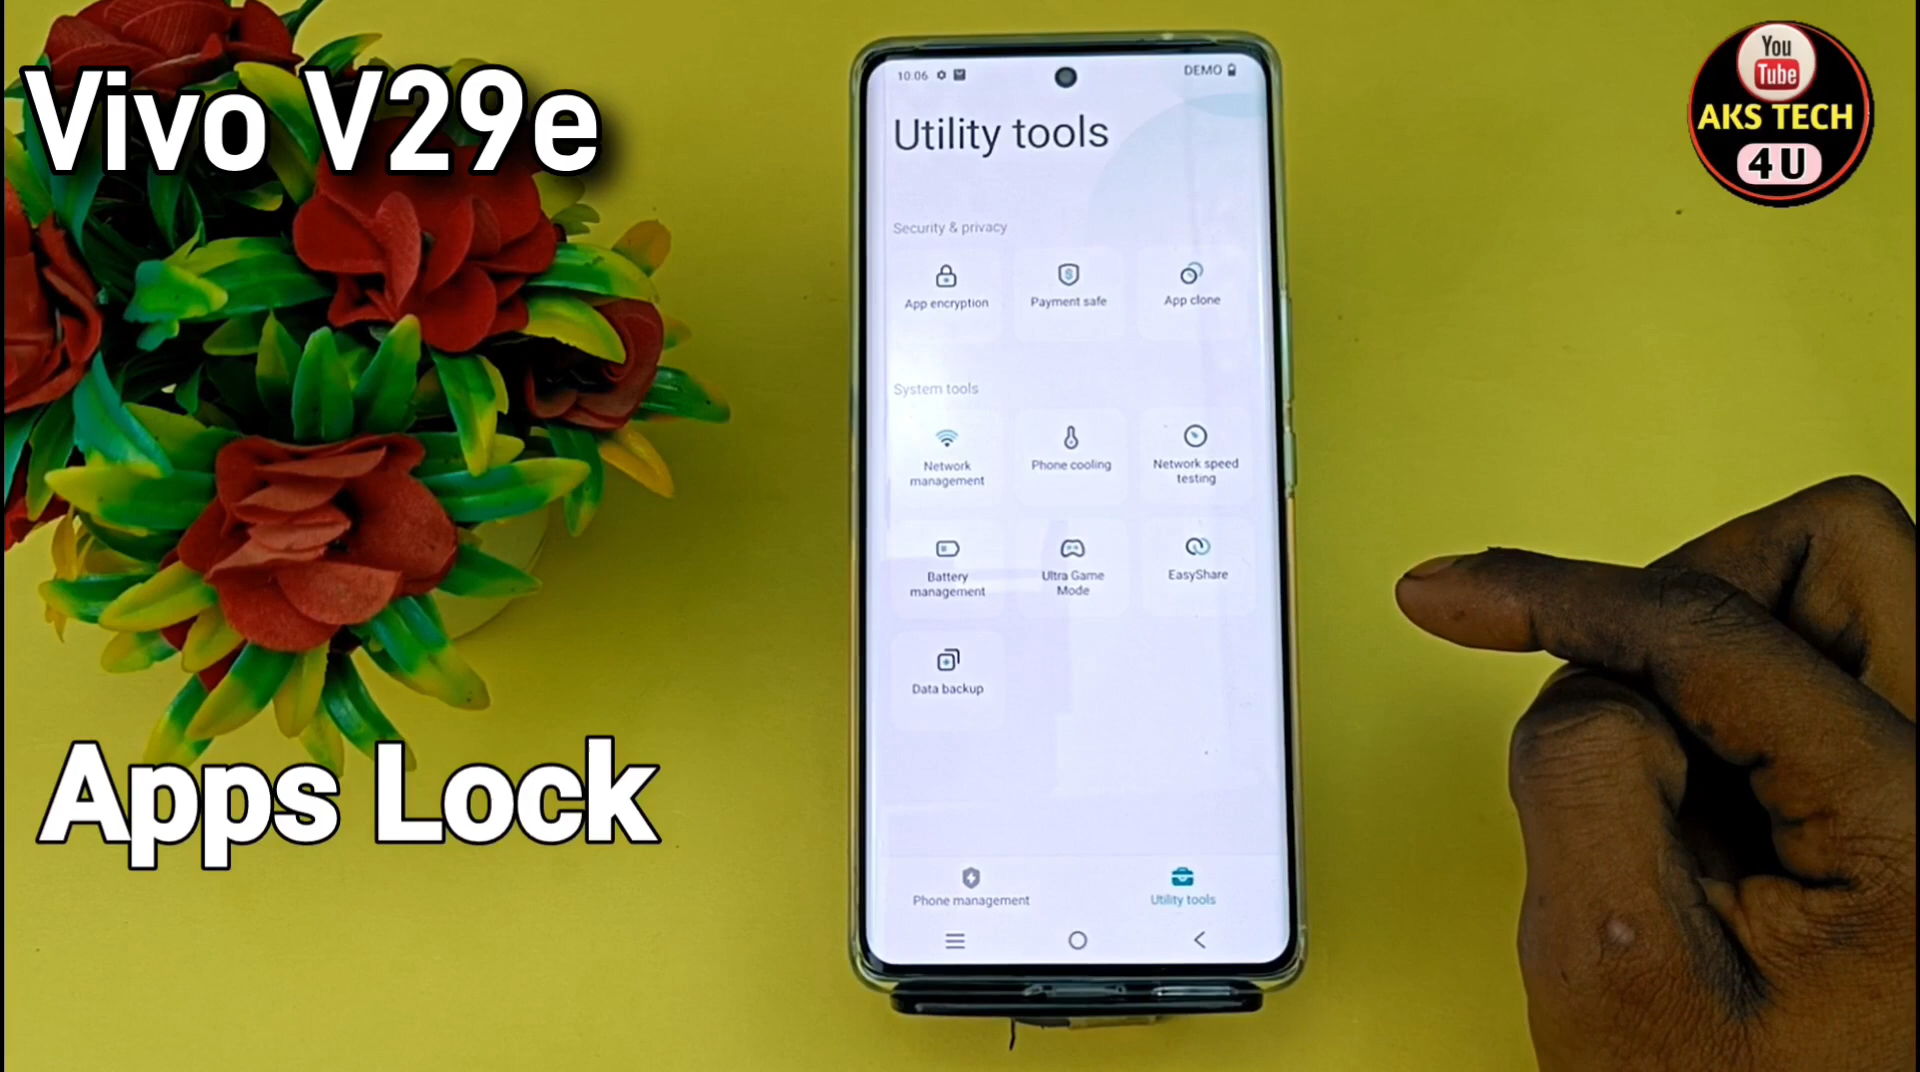 Vivo V29e
Apps Lock
You
Tube
AKS TECH
4 U
10.06
DEMO
Utility tools
Security & privacy
App encryption
Payment safe
App clone
System tools
Network
management
Phone cooling
Network speed
testing
Battery
management
Ultra Game
Mode
EasyShare
Data backup
Phone management
Utility tools